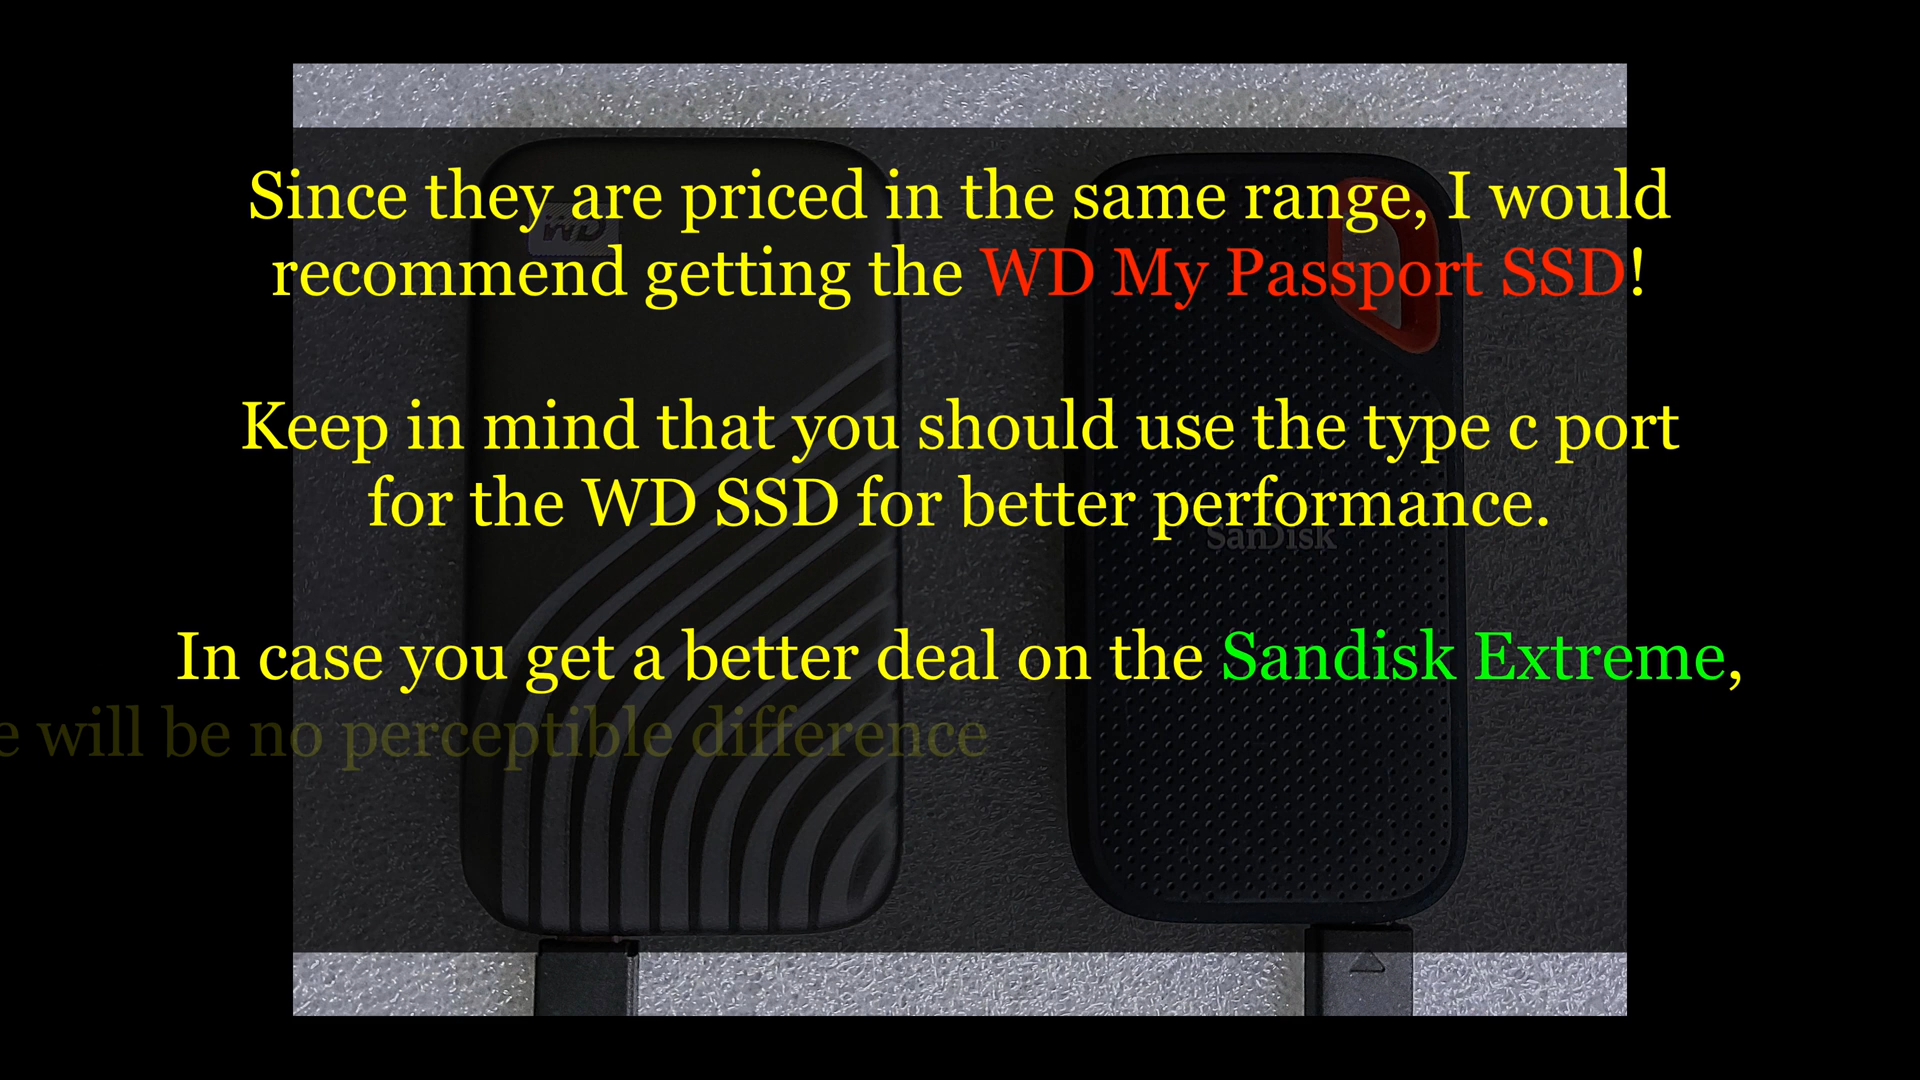 Since they are priced in the same range, I would
recommend getting the WD My Passport SSD!
Keep in mind that you should use the type c port
for the WD SSD for better performance.
In case you get a better deal on the Sandisk Extreme,
e will be no perceptible difference
WD
SanDisk